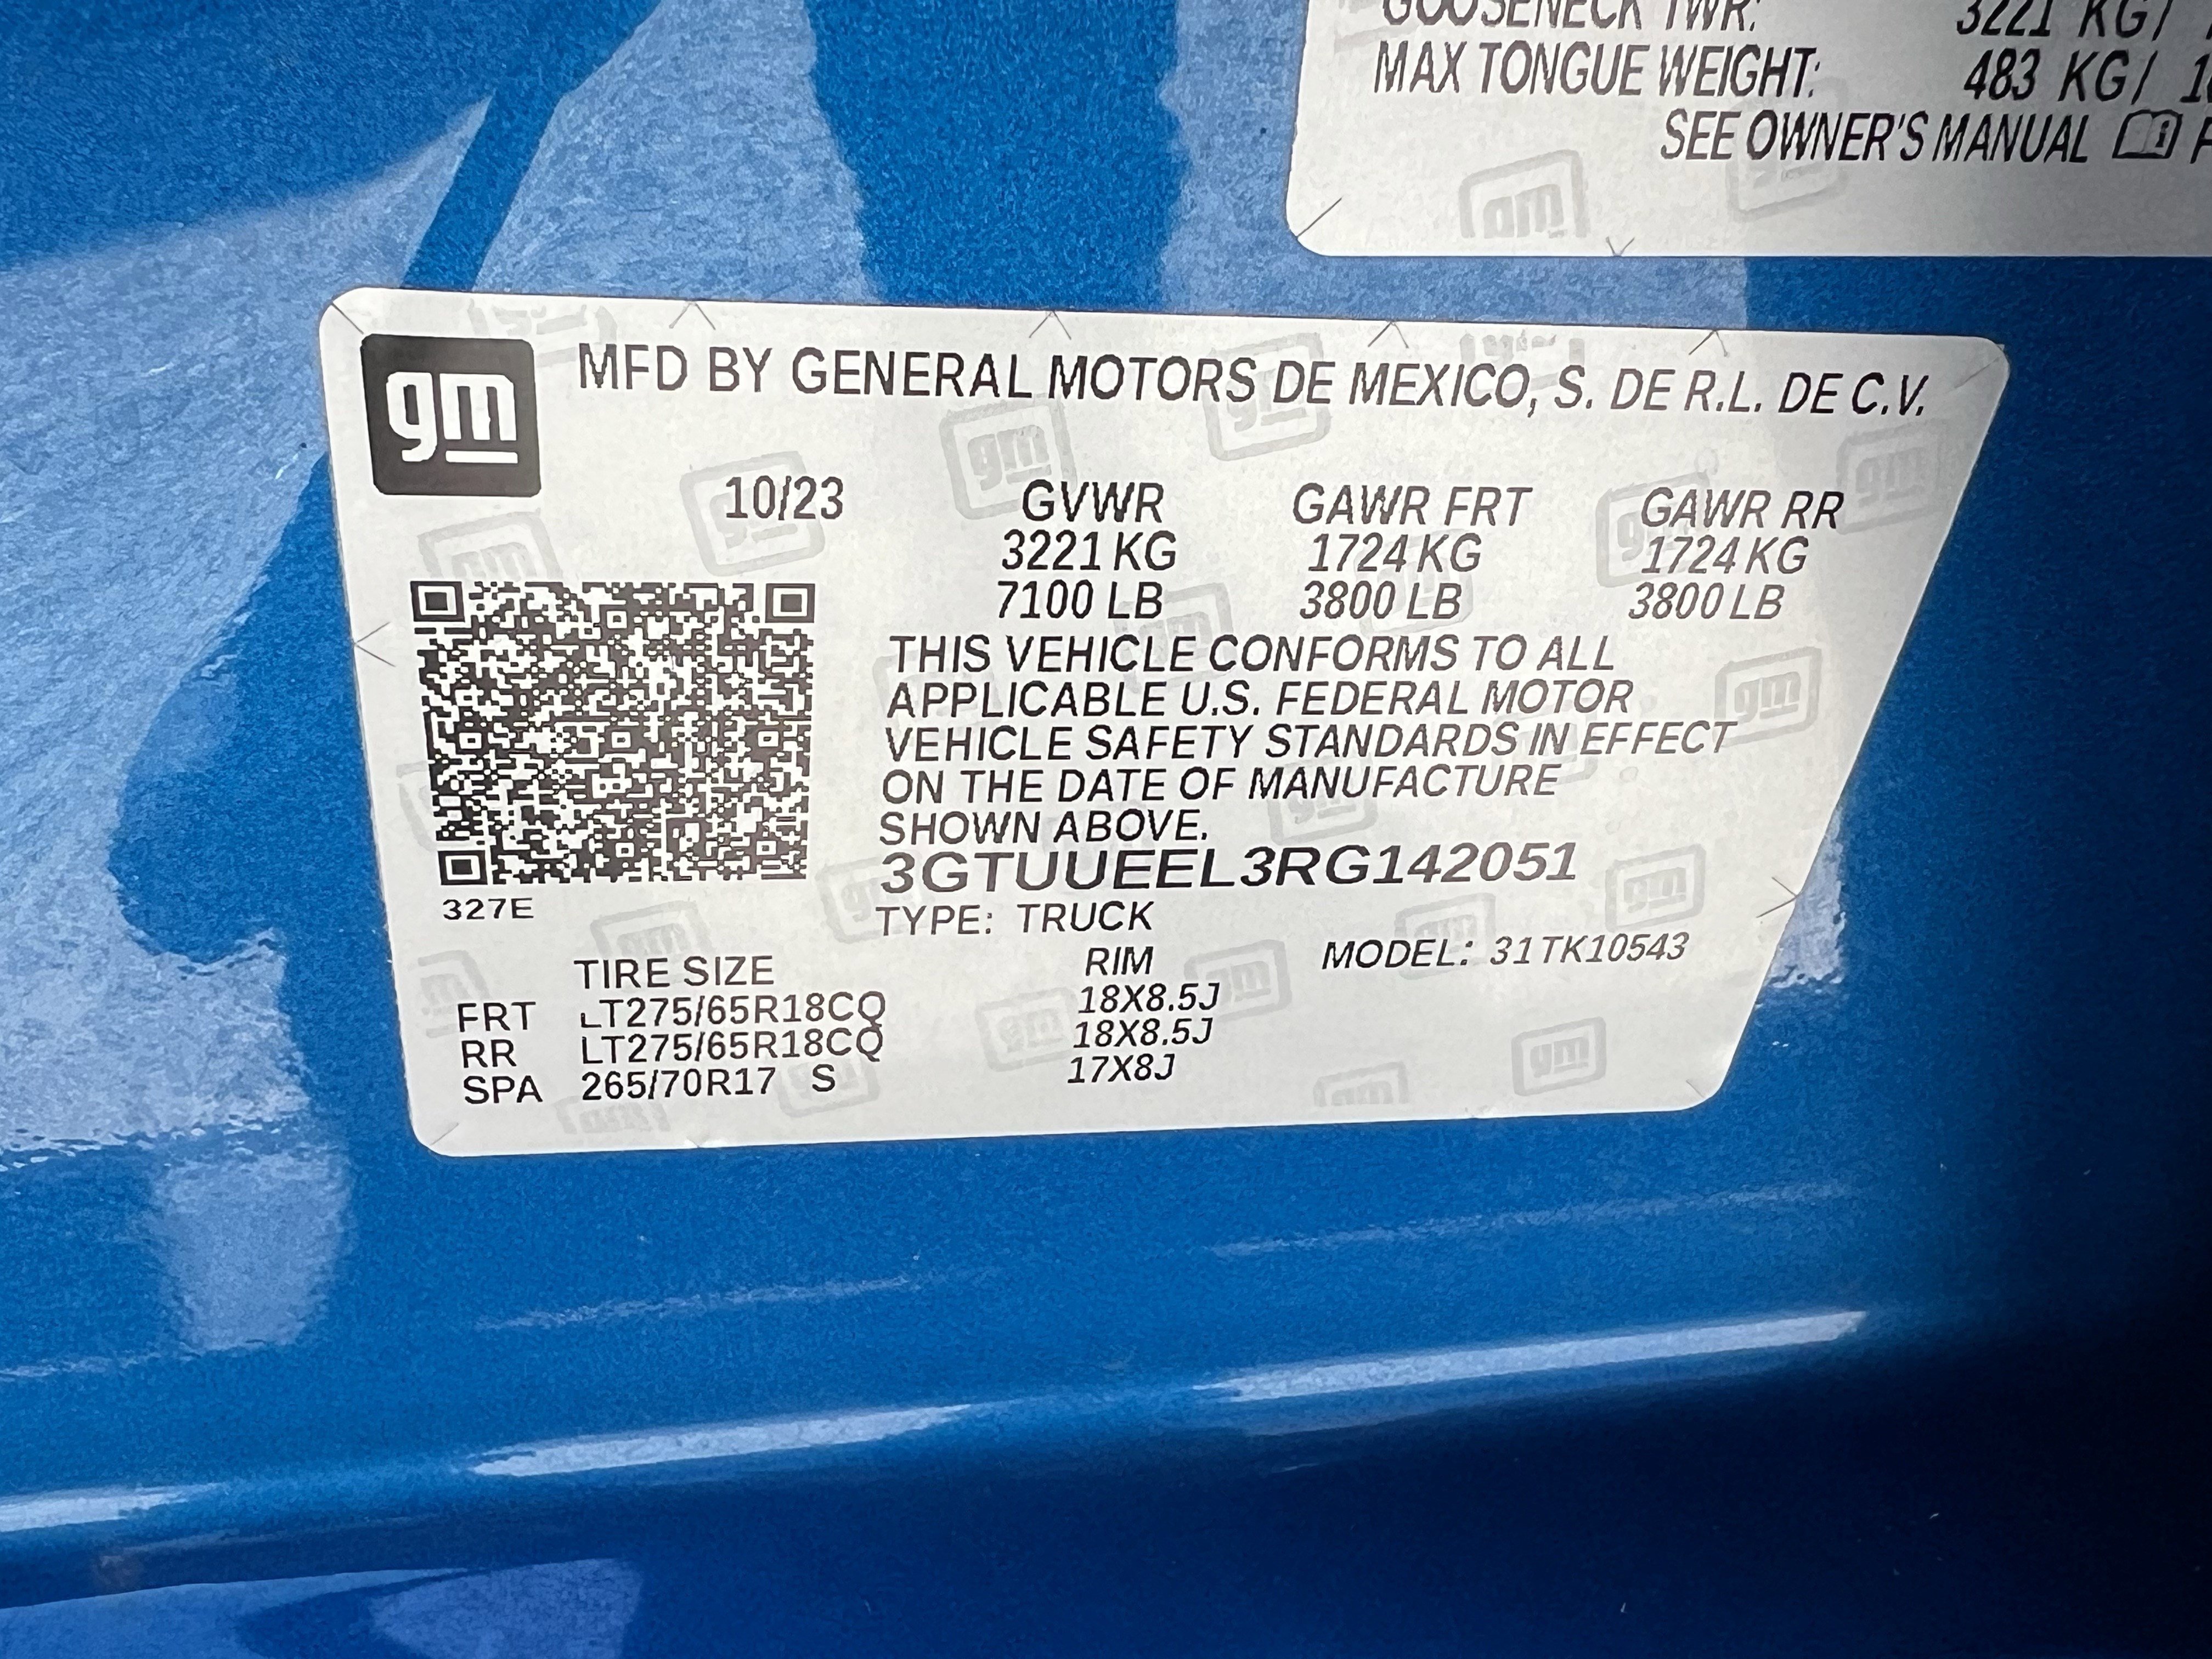 GOOSENECK TWR: 3221 KG/
MAX TONGUE WEIGHT: 483 KG/
SEE OWNER'S MANUAL
gm
MFD BY GENERAL MOTORS DE MEXICO, S. DE R.L. DE C.V.
10/23 GVWR GAWR FRT GAWR RR
3221 KG 1724 KG 1724 KG
7100 LB 3800 LB 3800 LB
THIS VEHICLE CONFORMS TO ALL
APPLICABLE U.S. FEDERAL MOTOR
VEHICLE SAFETY STANDARDS IN EFFECT
ON THE DATE OF MANUFACTURE
SHOWN ABOVE.
3GTUUEEL3RG142051
327E
TYPE: TRUCK
MODEL: 31TK10543
TIRE SIZE RIM
FRT LT275/65R18CQ 18X8.5J
RR LT275/65R18CQ 18X8.5J
SPA 265/70R17 S 17X8J